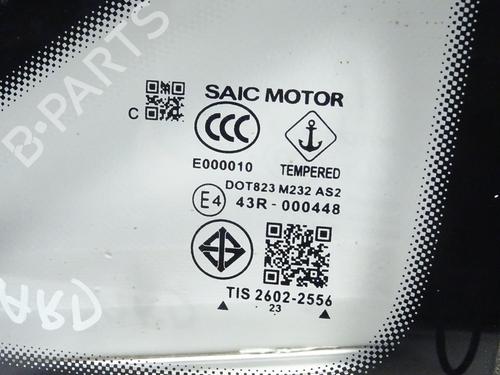 B-PARTS
SAIC MOTOR
C
CCC
E000010
TEMPERED
DOT823 M232 AS2
E4
43R-000448
TIS 2602-2556
23